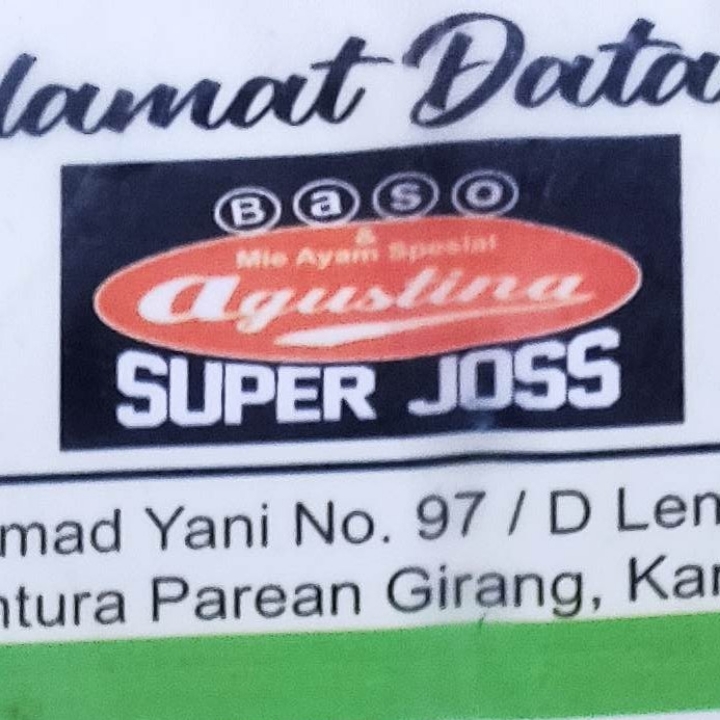 lamat Data
Baso
&
Mie Ayam Spesial
Agustina
SUPER JOSS
mad Yani No. 97 / D Len
ntura Parean Girang, Kar